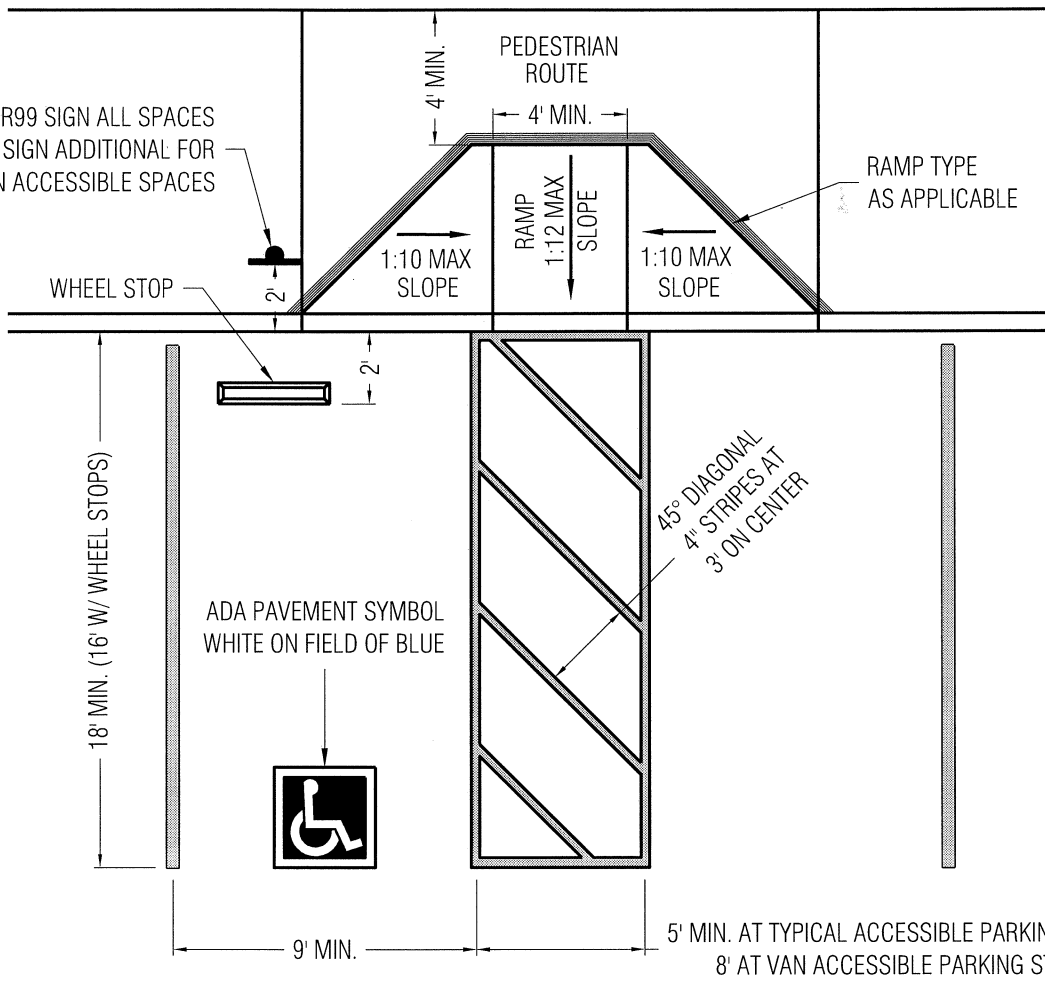 4' MIN.
PEDESTRIAN
ROUTE
4' MIN.
R99 SIGN ALL SPACES
SIGN ADDITIONAL FOR
ACCESSIBLE SPACES
RAMP TYPE
AS APPLICABLE
RAMP
1:12 MAX
SLOPE
1:10 MAX
SLOPE
1:10 MAX
SLOPE
WHEEL STOP
2'
2'
18' MIN. (16' W/ WHEEL STOPS)
45° DIAGONAL
4" STRIPES AT
3' ON CENTER
ADA PAVEMENT SYMBOL
WHITE ON FIELD OF BLUE
9' MIN.
5' MIN. AT TYPICAL ACCESSIBLE
8' AT VAN ACCESSIBLE PARKING